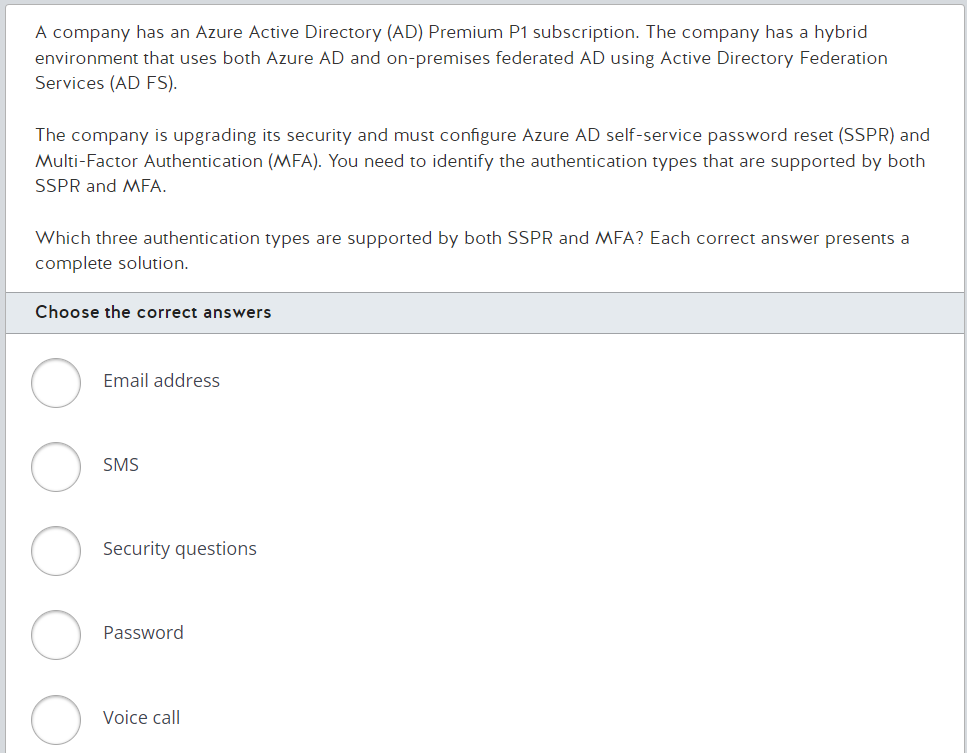 A company has an Azure Active Directory (AD) Premium P1 subscription. The company has a hybrid
environment that uses both Azure AD and on-premises federated AD using Active Directory Federation
Services (AD FS).
The company is upgrading its security and must configure Azure AD self-service password reset (SSPR) and
Multi-Factor Authentication (MFA). You need to identify the authentication types that are supported by both
SSPR and MFA.
Which three authentication types are supported by both SSPR and MFA? Each correct answer presents a
complete solution.
Choose the correct answers
Email address
SMS
Security questions
Password
Voice call